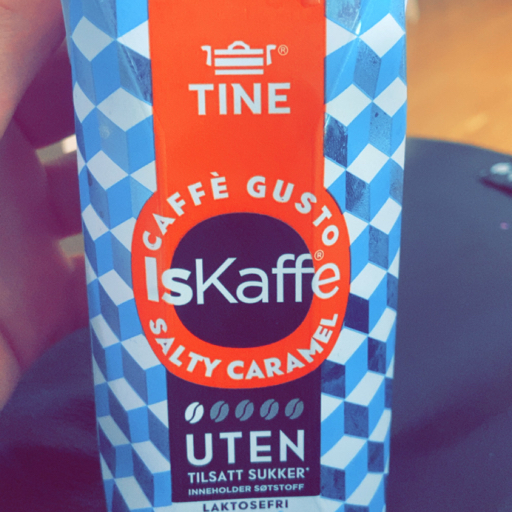 TINE®
CAFFÈ GUSTO
IsKaffe®
SALTY CARAMEL
UTEN
TILSATT SUKKER*
INNEHOLDER SØTSTOFF
LAKTOSEFRI